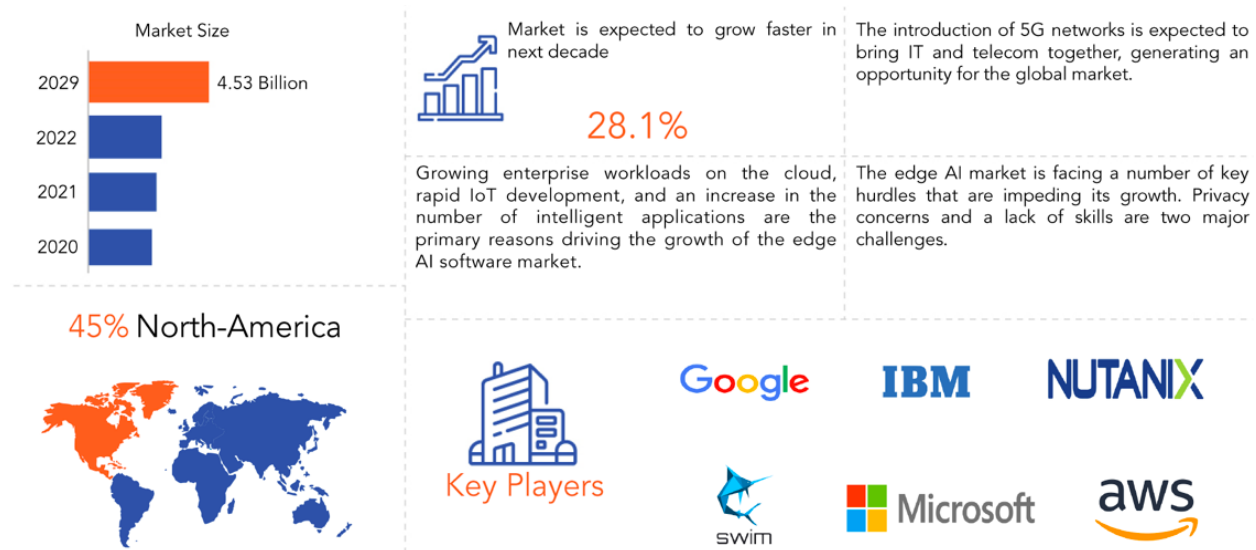 Market Size
2029
4.53 Billion
2022
2021
2020
Market is expected to grow faster in
next decade
28.1%
The introduction of 5G networks is expected to
bring IT and telecom together, generating an
opportunity for the global market.
Growing enterprise workloads on the cloud,
rapid IoT development, and an increase in the
number of intelligent applications are the
primary reasons driving the growth of the edge
AI software market.
The edge AI market is facing a number of key
hurdles that are impeding its growth. Privacy
concerns and a lack of skills are two major
challenges.
45% North-America
Key Players
Google
IBM
NUTANIX
swim
Microsoft
aws